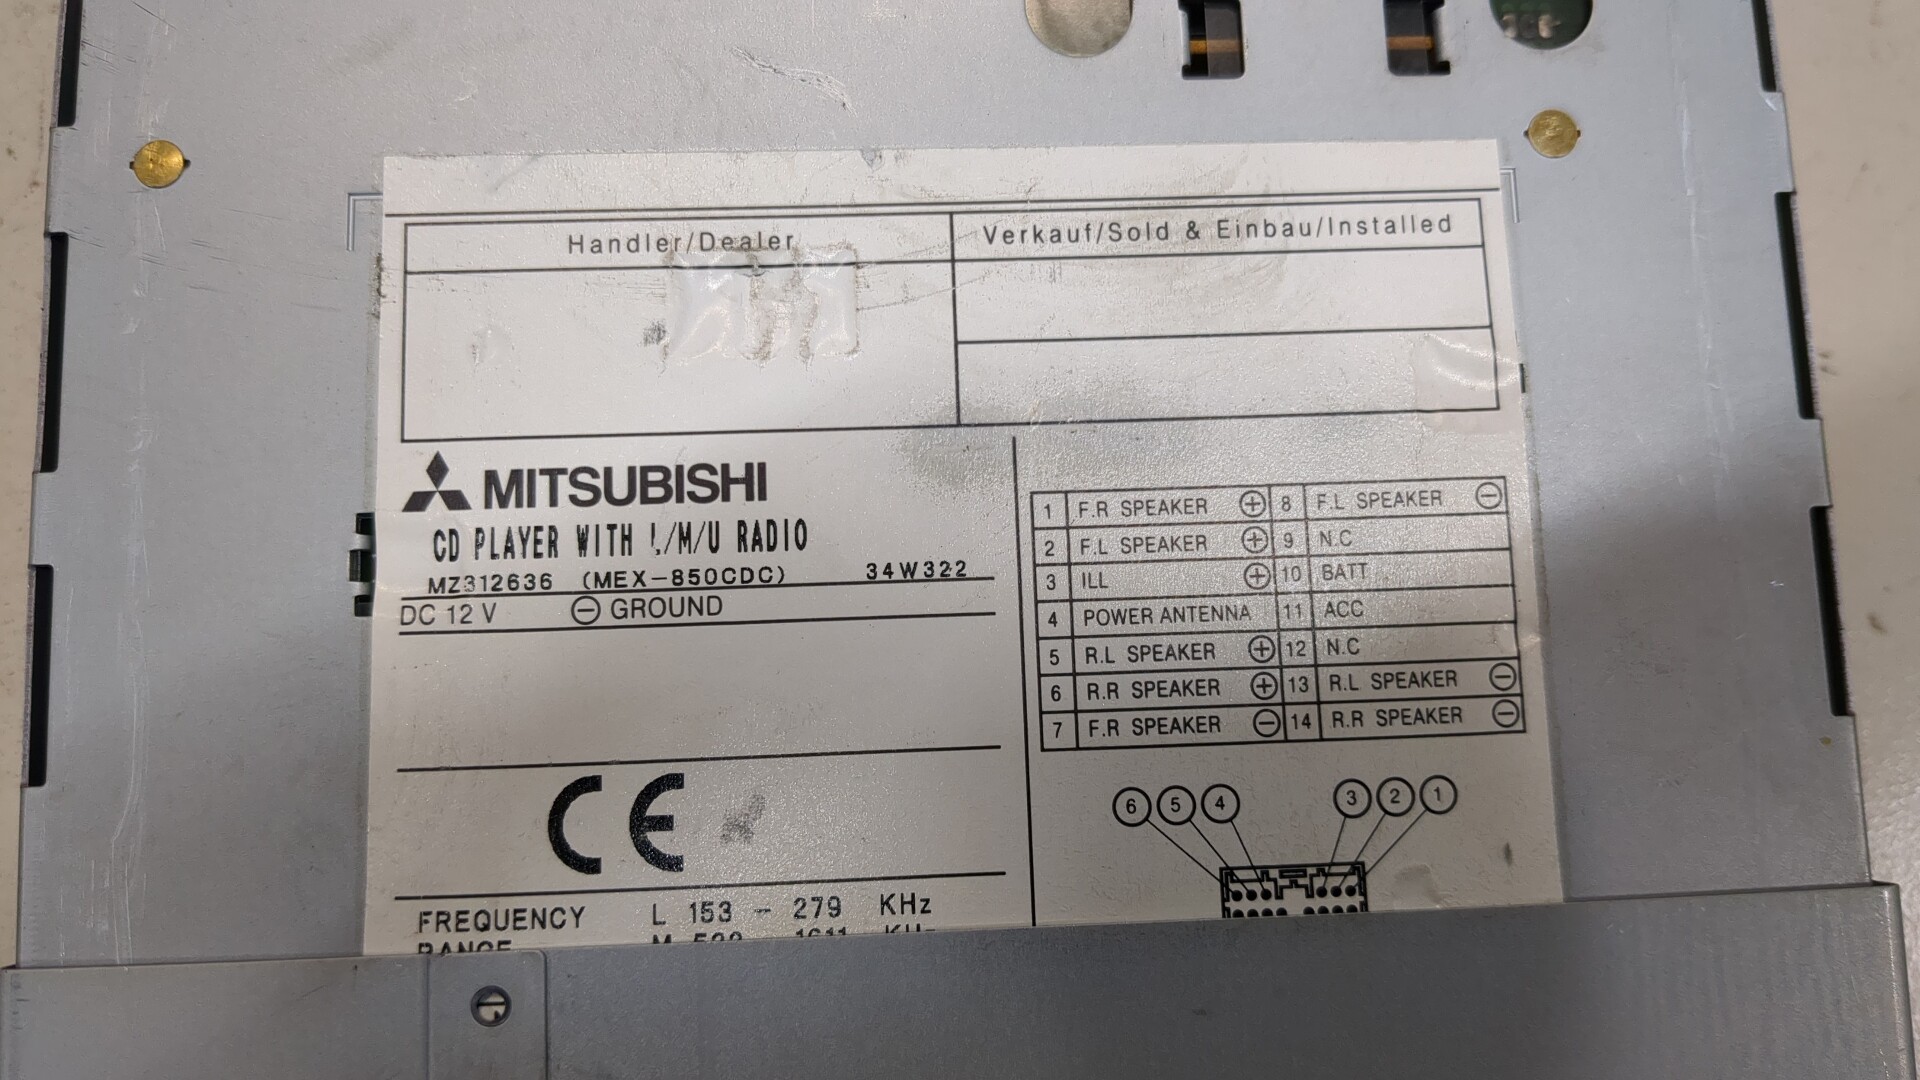 Handler/Dealer
Verkauf/Sold & Einbau/Installed
MITSUBISHI
CD PLAYER WITH L/M/U RADIO
MZ312636 (MEX-850CDC) 34W322
DC 12 V ⊖ GROUND
FREQUENCY L 153 - 279 KHz
RANGE M
1 F.R SPEAKER ⊕ 8 F.L SPEAKER ⊖
2 F.L SPEAKER ⊕ 9 N.C
3 ILL ⊕ 10 BATT
4 POWER ANTENNA 11 ACC
5 R.L SPEAKER ⊕ 12 N.C
6 R.R SPEAKER ⊕ 13 R.L SPEAKER ⊖
7 F.R SPEAKER ⊖ 14 R.R SPEAKER ⊖
6 5 4 3 2 1
CE